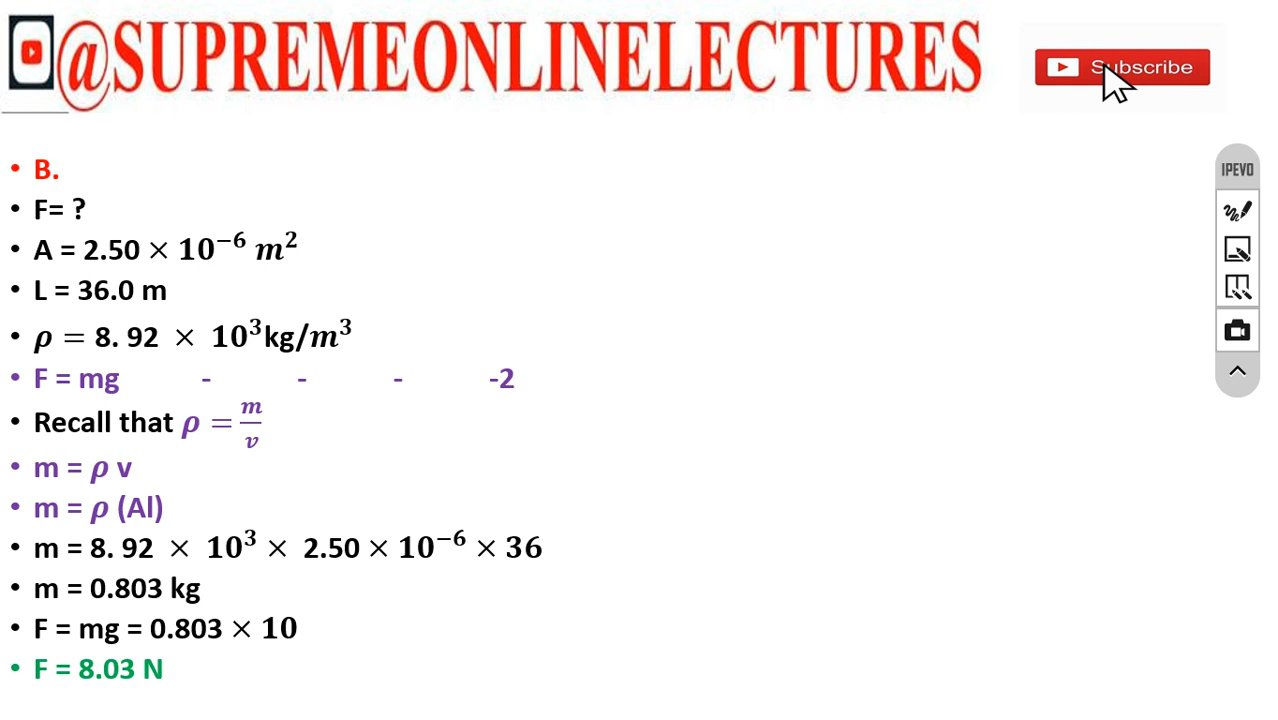 @SUPREMEONLINELECTURES
Subscribe
IPEVO
• B.
• F= ?
• A = 2.50 × 10⁻⁶ m²
• L = 36.0 m
• ρ = 8. 92 × 10³kg/m³
• F = mg - - - -2
• Recall that ρ = m/v
• m = ρ v
• m = ρ (Al)
• m = 8. 92 × 10³ × 2.50 × 10⁻⁶ × 36
• m = 0.803 kg
• F = mg = 0.803 × 10
• F = 8.03 N